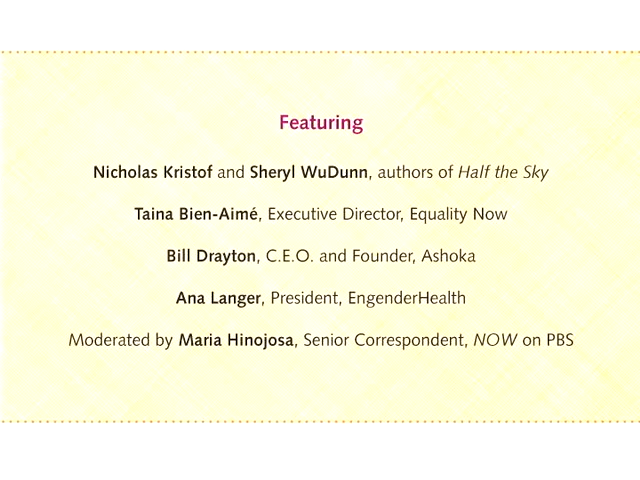 Featuring
Nicholas Kristof and Sheryl WuDunn, authors of Half the Sky
Taina Bien-Aimé, Executive Director, Equality Now
Bill Drayton, C.E.O. and Founder, Ashoka
Ana Langer, President, EngenderHealth
Moderated by Maria Hinojosa, Senior Correspondent, NOW on PBS